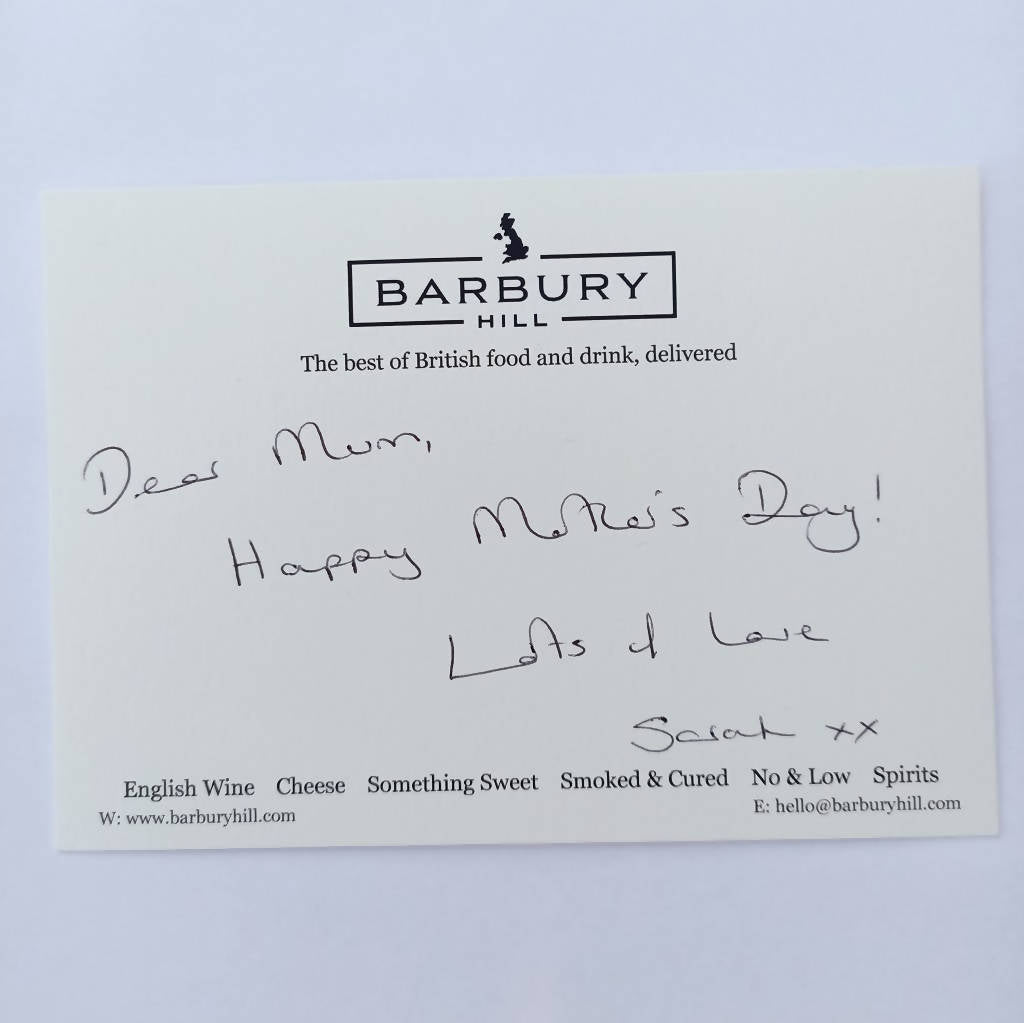 BARBURY
HILL
The best of British food and drink, delivered
Dear Mum,
Happy Mother's Day!
Lots of Love
Sarah xx
English Wine Cheese Something Sweet Smoked & Cured No & Low Spirits
W: www.barburyhill.com E: hello@barburyhill.com